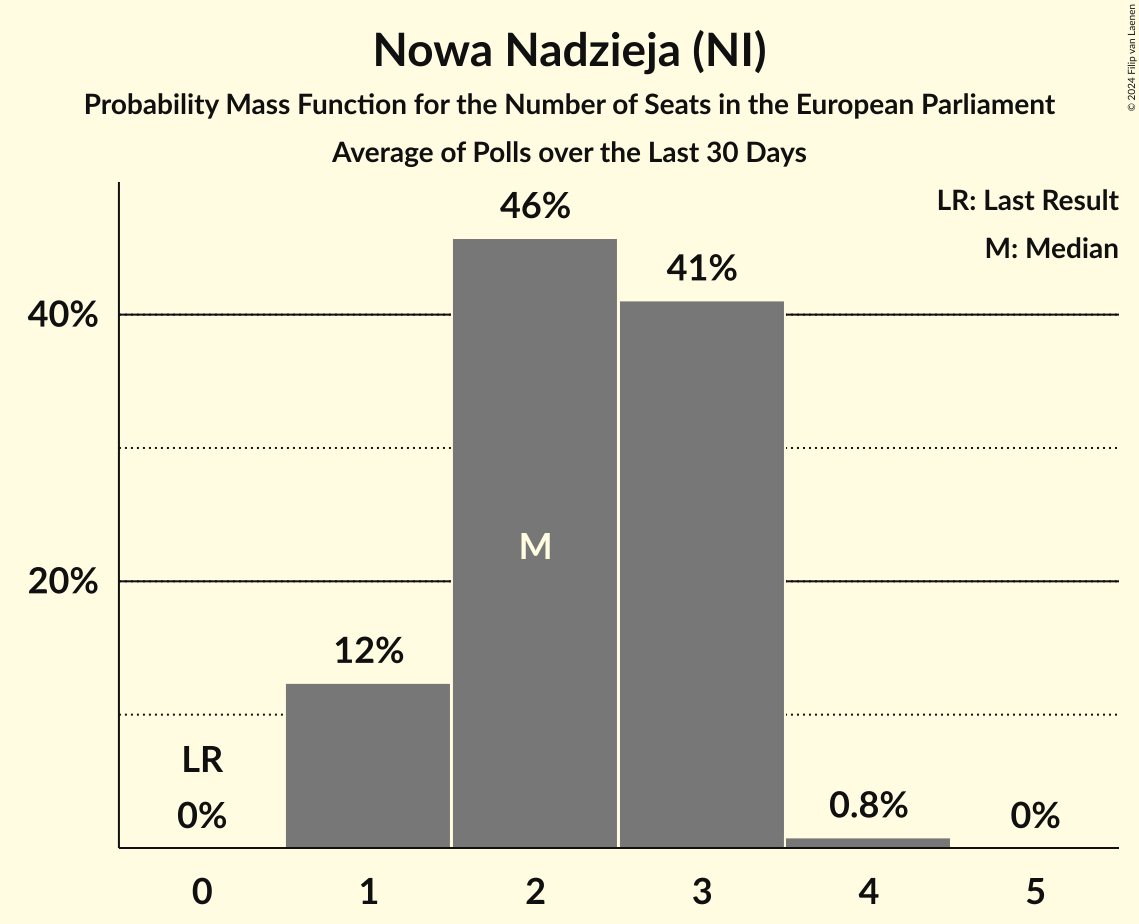 Nowa Nadzieja (NI)
Probability Mass Function for the Number of Seats in the European Parliament
Average of Polls over the Last 30 Days
© 2024 Filip van Laenen
LR: Last Result
M: Median
46%
41%
40%
M
20%
12%
LR
0%
0.8%
0%
0 1 2 3 4 5